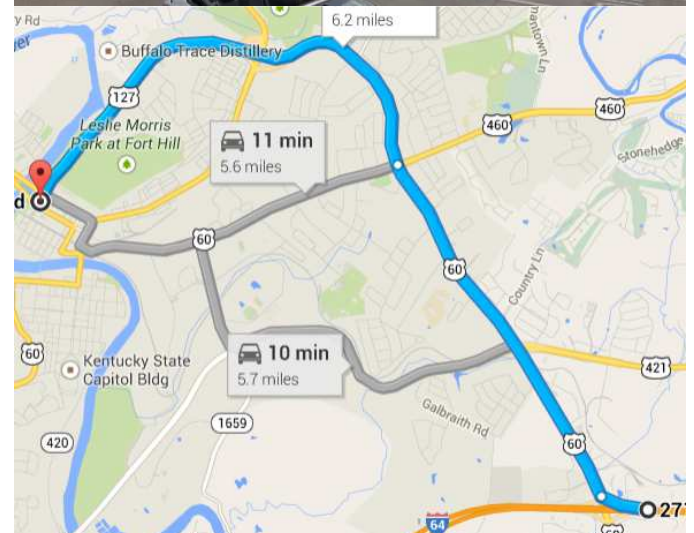 6.2 miles
Buffalo Trace Distillery
127
Leslie Morris
Park at Fort Hill
11 min
5.6 miles
460
460
Stonehedge
60
Country Ln
60
10 min
5.7 miles
60
Kentucky State
Capitol Bldg
421
Galbraith Rd
1659
420
60
64
60
27